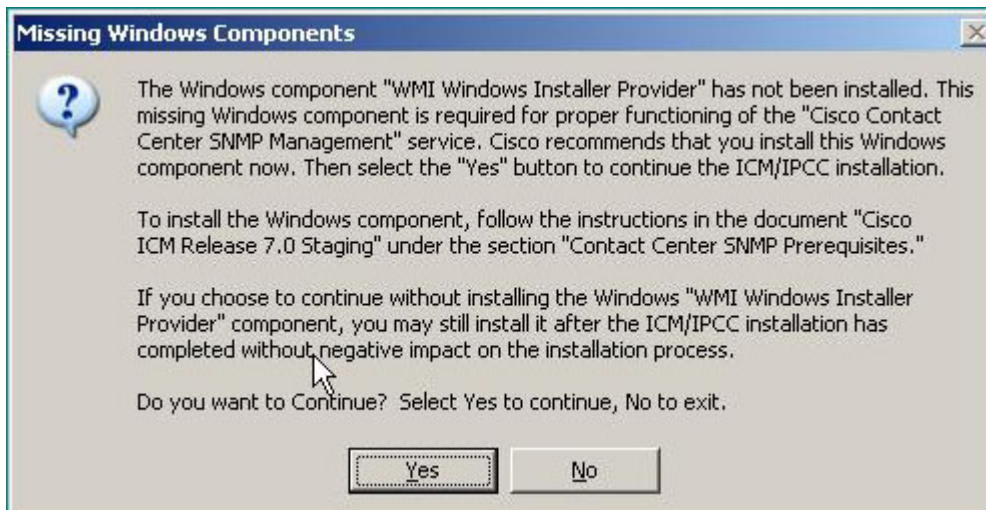 Missing Windows Components
The Windows component "WMI Windows Installer Provider" has not been installed. This
missing Windows component is required for proper functioning of the "Cisco Contact
Center SNMP Management" service. Cisco recommends that you install this Windows
component now. Then select the "Yes" button to continue the ICM/IPCC installation.
To install the Windows component, follow the instructions in the document "Cisco
ICM Release 7.0 Staging" under the section "Contact Center SNMP Prerequisites."
If you choose to continue without installing the Windows "WMI Windows Installer
Provider" component, you may still install it after the ICM/IPCC installation has
completed without negative impact on the installation process.
Do you want to Continue? Select Yes to continue, No to exit.
Yes No